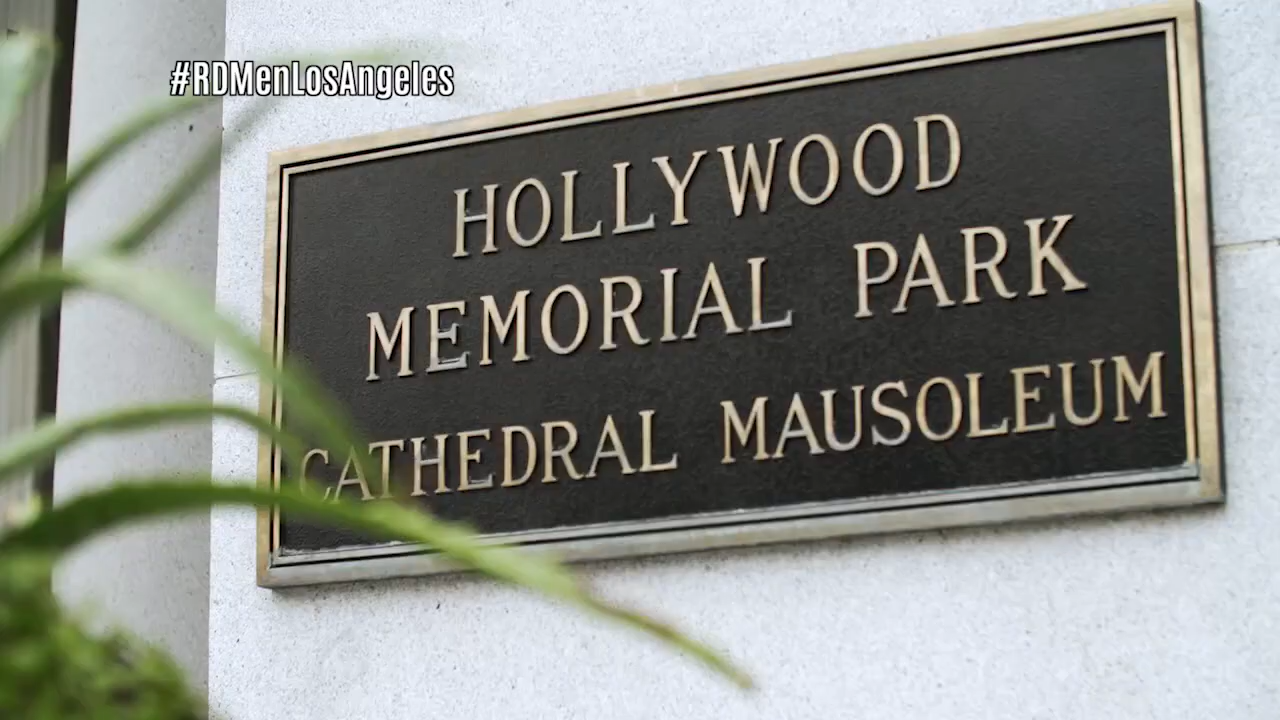 #RDMenLosAngeles
HOLLYWOOD
MEMORIAL PARK
CATHEDRAL MAUSOLEUM